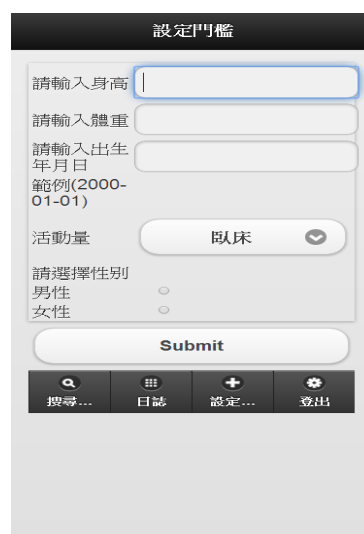 設定門檻
請輸入身高
請輸入體重
請輸入出生
年月日
範例(2000-
01-01)
活動量 臥床
請選擇性別
男性
女性
Submit
搜尋... 日誌 設定... 登出